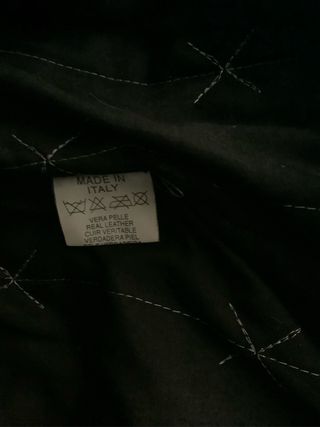 MADE IN
ITALY
VERA PELLE
REAL LEATHER
CUIR VERITABLE
VERDADERA PIEL